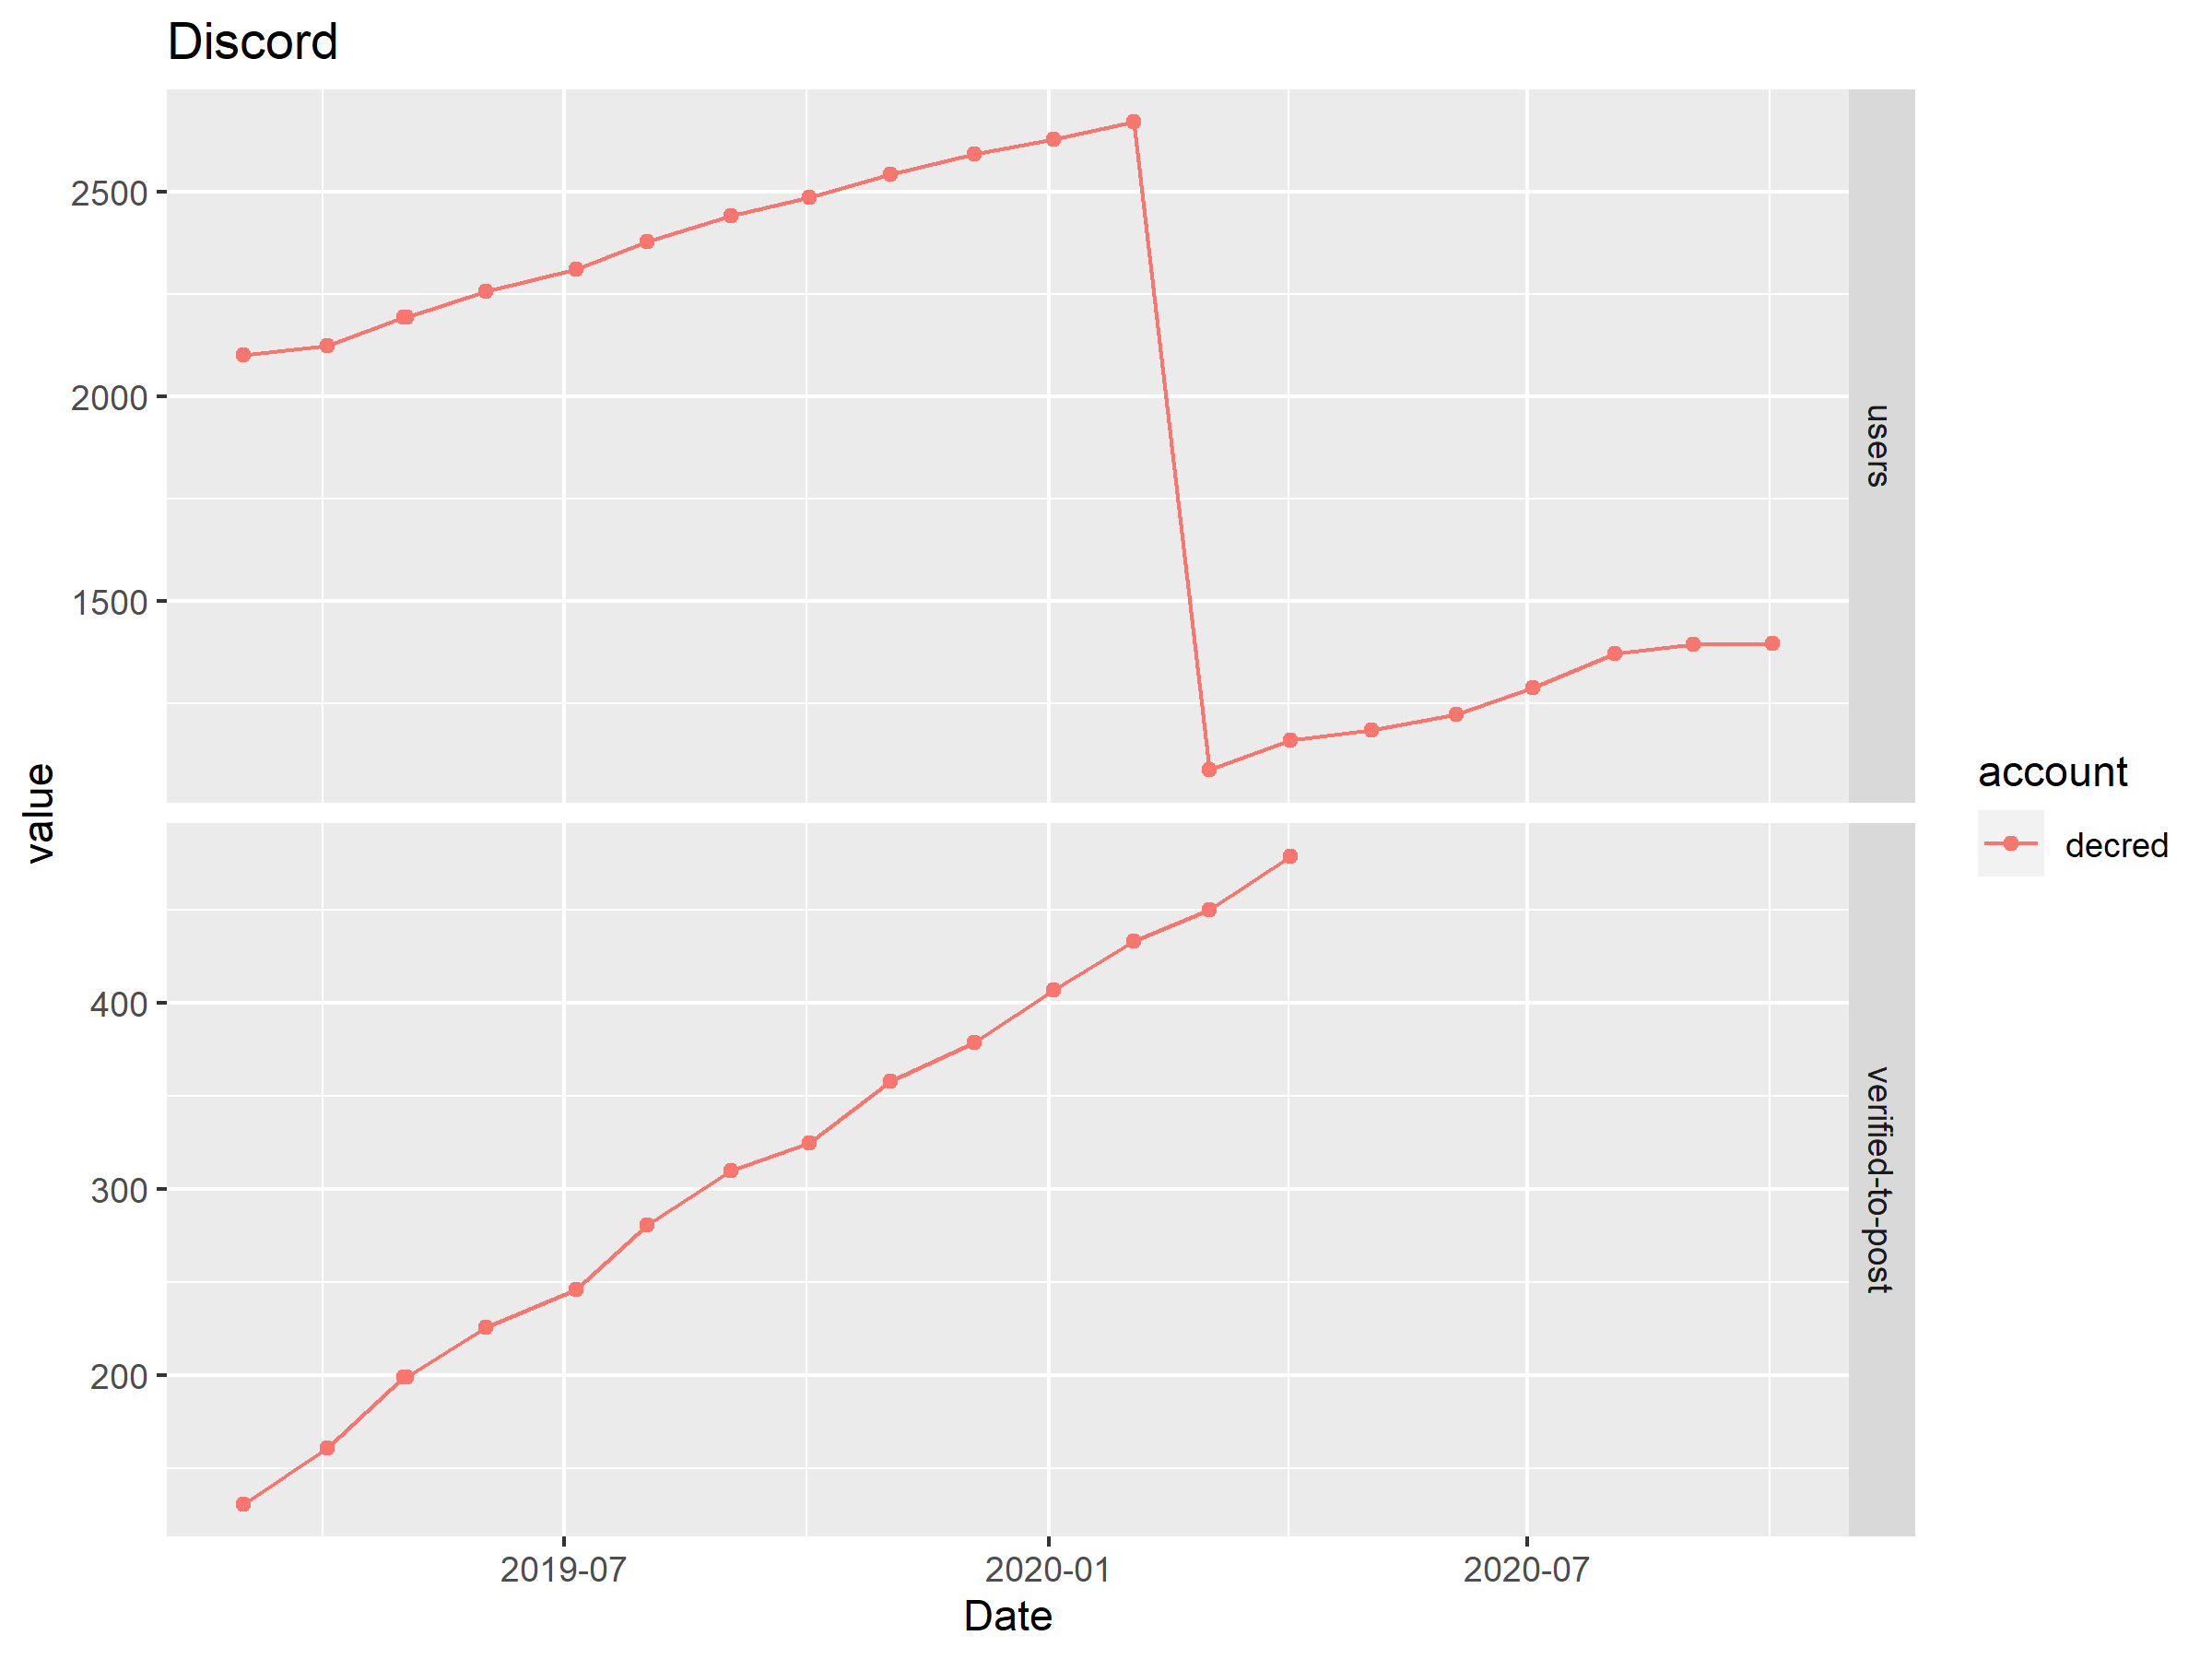 Discord
2500
2000
1500
users
value
account
decred
400
300
200
verified-to-post
2019-07
2020-01
2020-07
Date